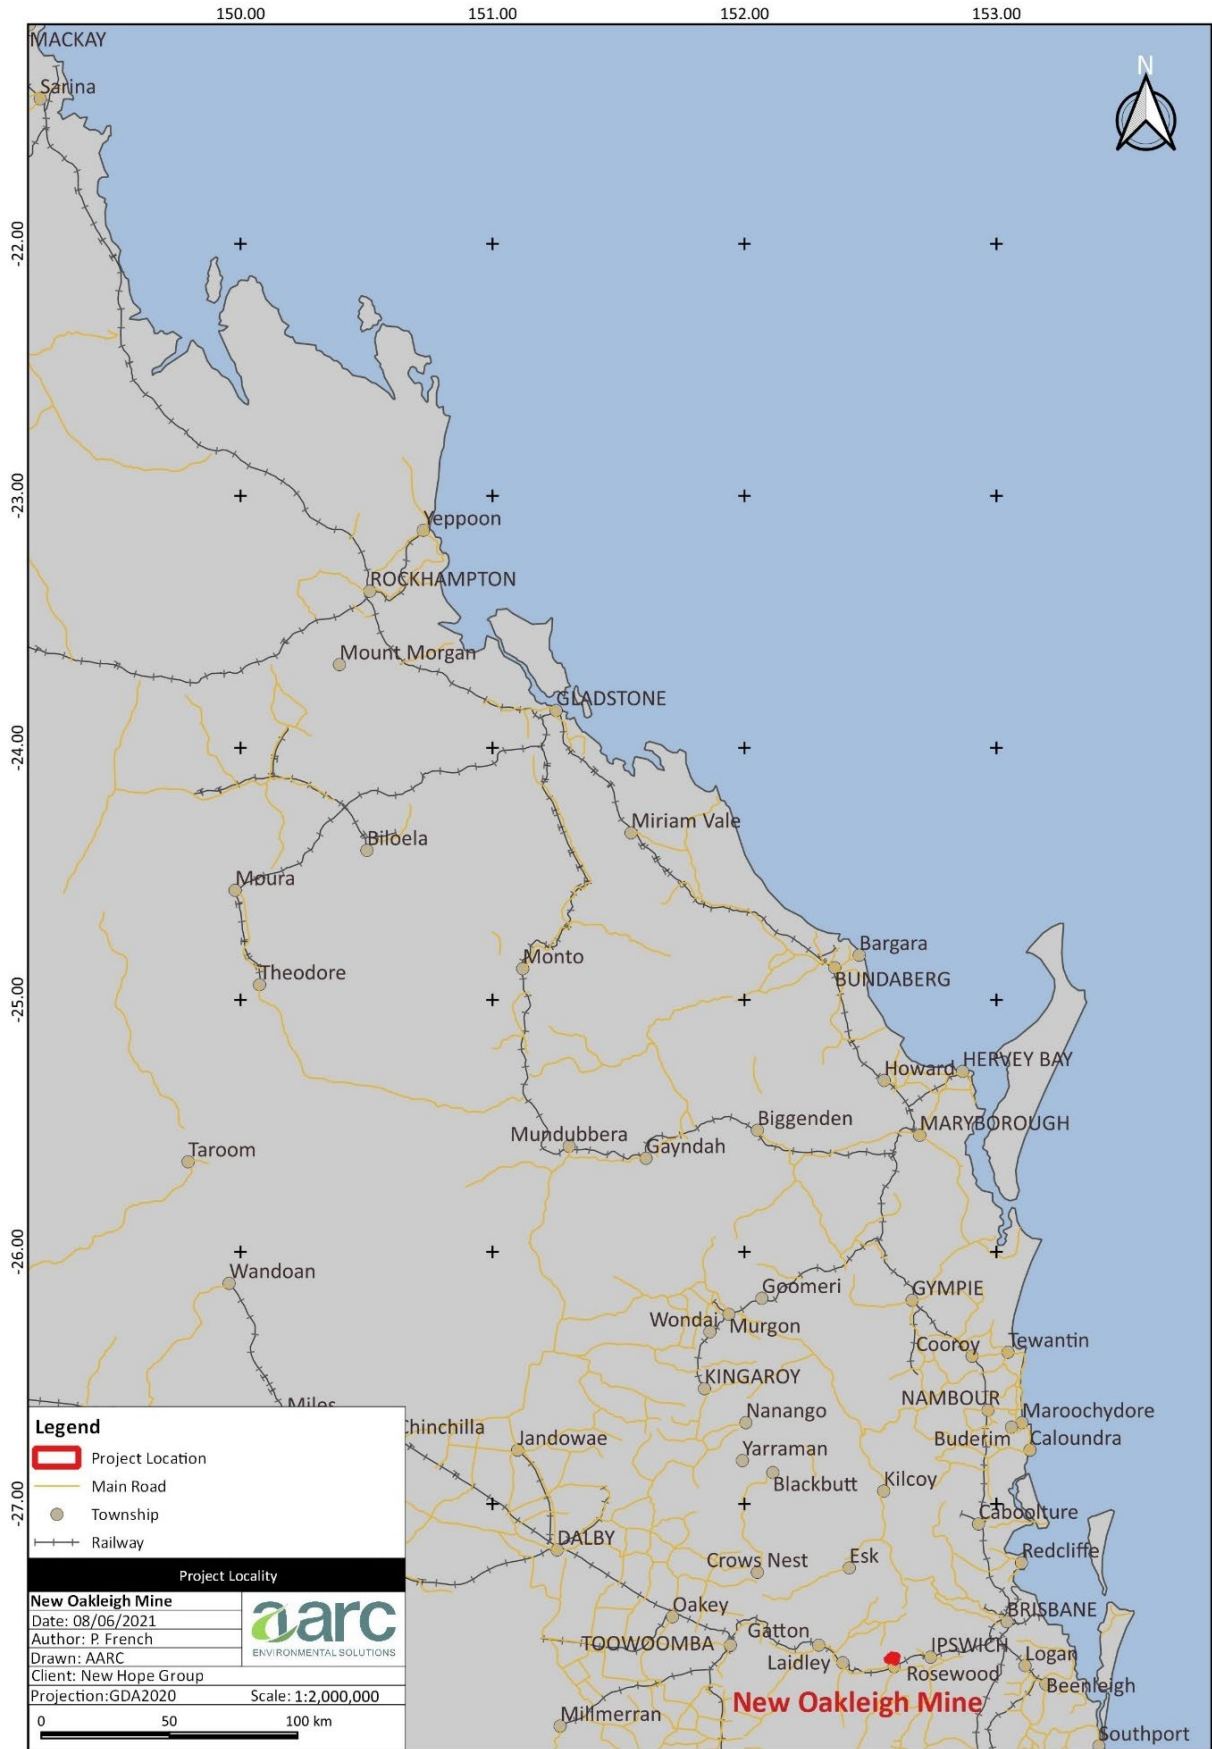 150.00 151.00 152.00 153.00
N
MACKAY
Sarina
-22.00
-23.00
Yeppoon
ROCKHAMPTON
Mount Morgan
GLADSTONE
-24.00
Miriam Vale
Biloela
Moura
Bargara
Monto
Theodore
BUNDABERG
-25.00
HERVEY BAY
Howard
Biggenden
MARYBOROUGH
Mundubbera
Gayndah
Taroom
-26.00
Wandoan
Goomeri
GYMPIE
Wondai
Murgon
Cooroy
Tewantin
KINGAROY
NAMBOUR
Miles
Nanango
Maroochydore
Chinchilla
Jandowae
Buderim
Caloundra
Yarraman
Blackbutt
Kilcoy
-27.00
Caboolture
DALBY
Redcliffe
Crows Nest
Esk
Oakey
BRISBANE
TOOWOOMBA
Gatton
IPSWICH
Logan
Laidley
Rosewood
Beenleigh
New Oakleigh Mine
Millmerran
Southport
Legend
Project Location
Main Road
Township
Railway
Project Locality
New Oakleigh Mine
Date: 08/06/2021
Author: P. French
Drawn: AARC
Client: New Hope Group
Projection:GDA2020 Scale: 1:2,000,000
aarc
ENVIRONMENTAL SOLUTIONS
0 50 100 km